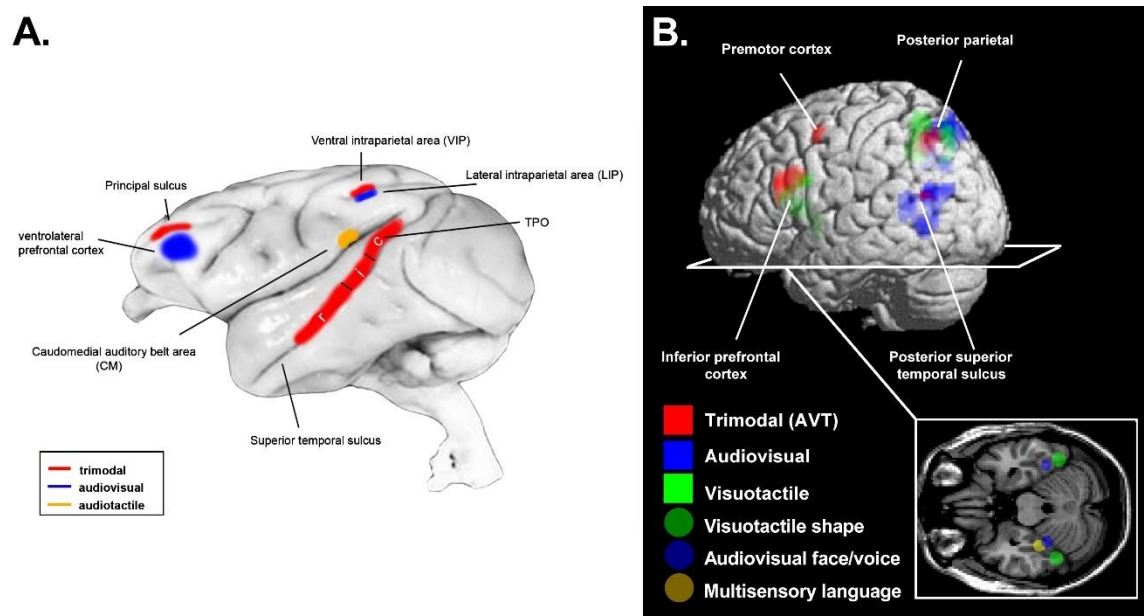 A.
Ventral intraparietal area (VIP)
Lateral intraparietal area (LIP)
Principal sulcus
TPO
ventrolateral
prefrontal cortex
c
i
r
Caudomedial auditory belt area
(CM)
Superior temporal sulcus
trimodal
audiovisual
audiotactile
B.
Premotor cortex
Posterior parietal
Inferior prefrontal
cortex
Posterior superior
temporal sulcus
Trimodal (AVT)
Audiovisual
Visuotactile
Visuotactile shape
Audiovisual face/voice
Multisensory language